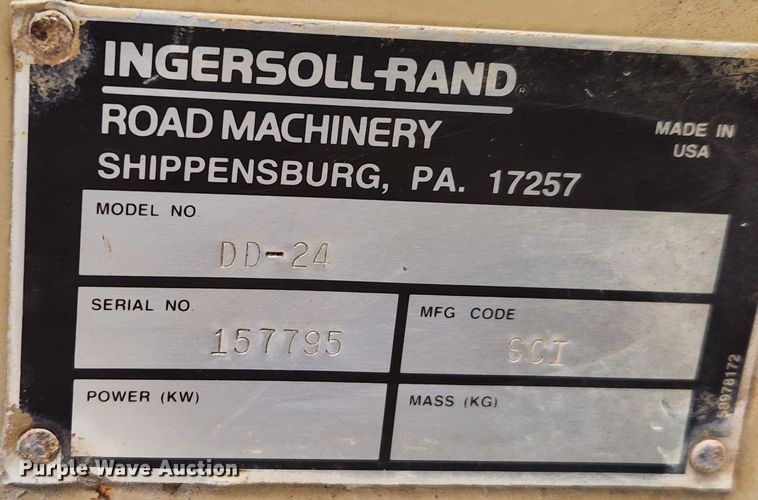 INGERSOLL-RAND®
ROAD MACHINERY
MADE IN
USA
SHIPPENSBURG, PA. 17257
MODEL NO.
DD-24
SERIAL NO.
157795
MFG CODE
SCI
POWER (KW)
MASS (KG)
58978172
Purple Wave Auction